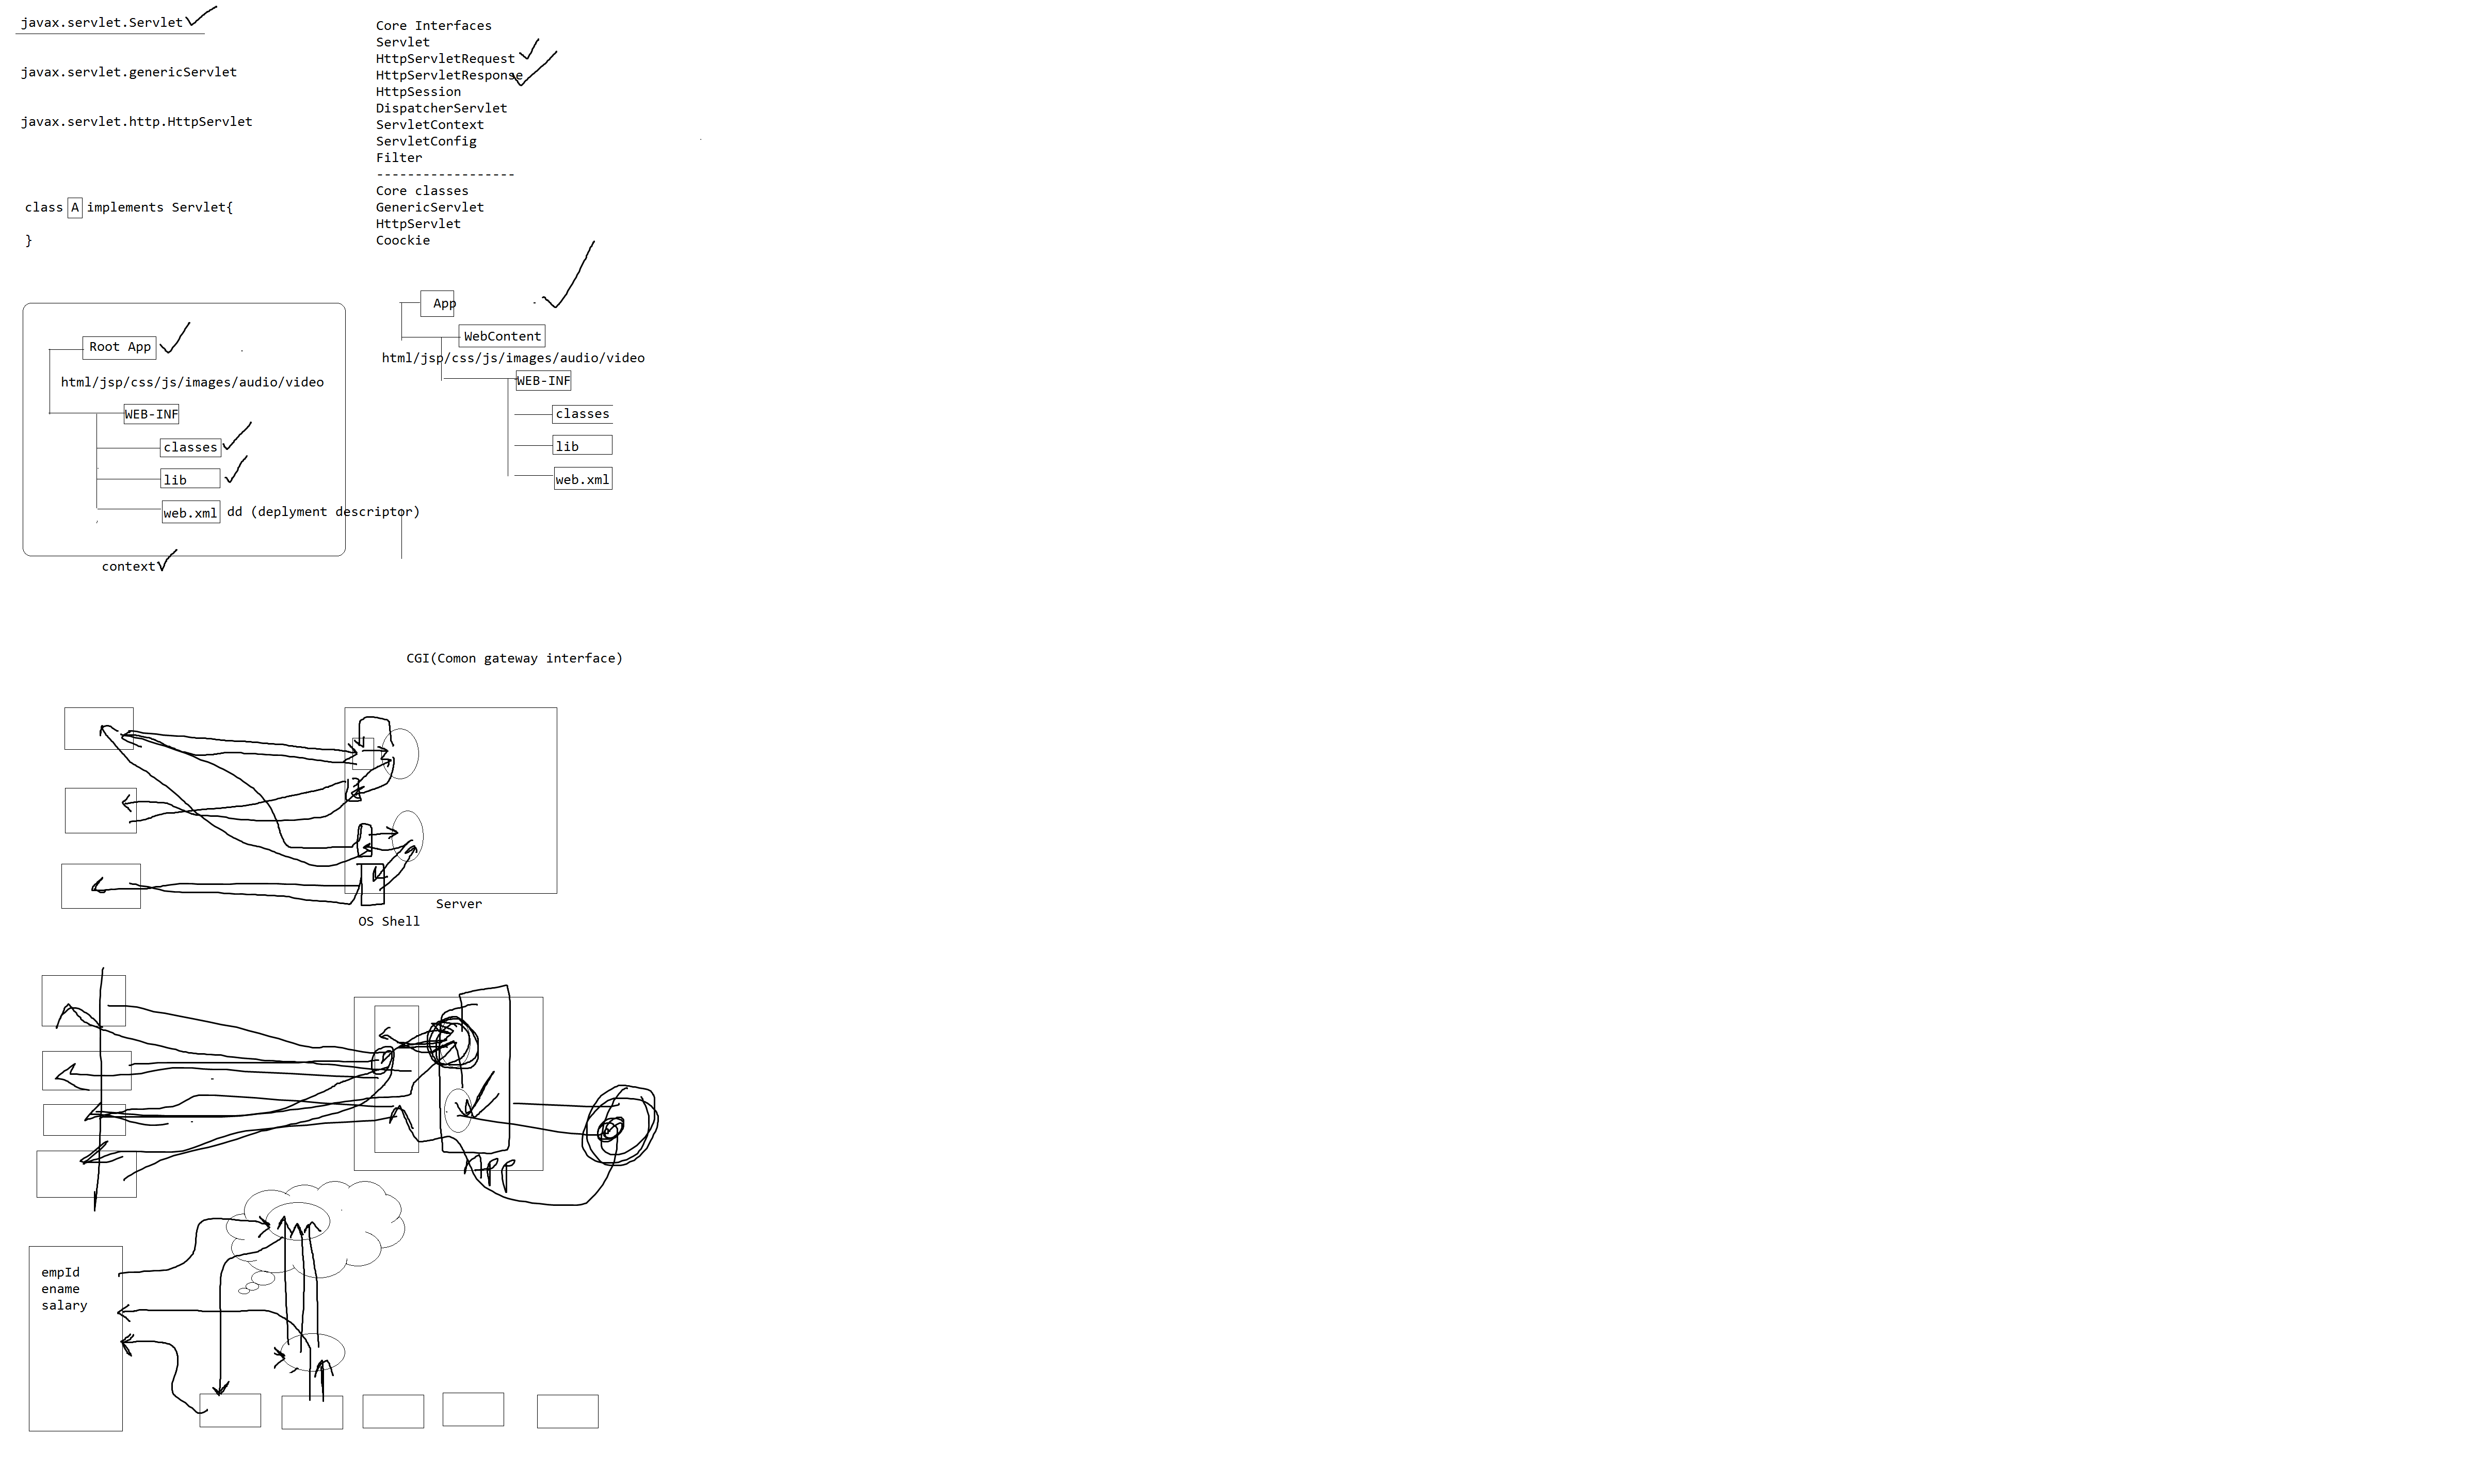 javax.servlet.Servlet
javax.servlet.genericServlet
javax.servlet.http.HttpServlet
class A implements Servlet{
}
Core Interfaces
Servlet
HttpServletRequest
HttpServletResponse
HttpSession
DispatcherServlet
ServletContext
ServletConfig
Filter
------------------
Core classes
GenericServlet
HttpServlet
Coockie
Root App
html/jsp/css/js/images/audio/video
WEB-INF
classes
lib
web.xml dd (deplyment descriptor)
context
App
WebContent
html/jsp/css/js/images/audio/video
WEB-INF
classes
lib
web.xml
CGI(Comon gateway interface)
Server
OS Shell
App
empId
ename
salary